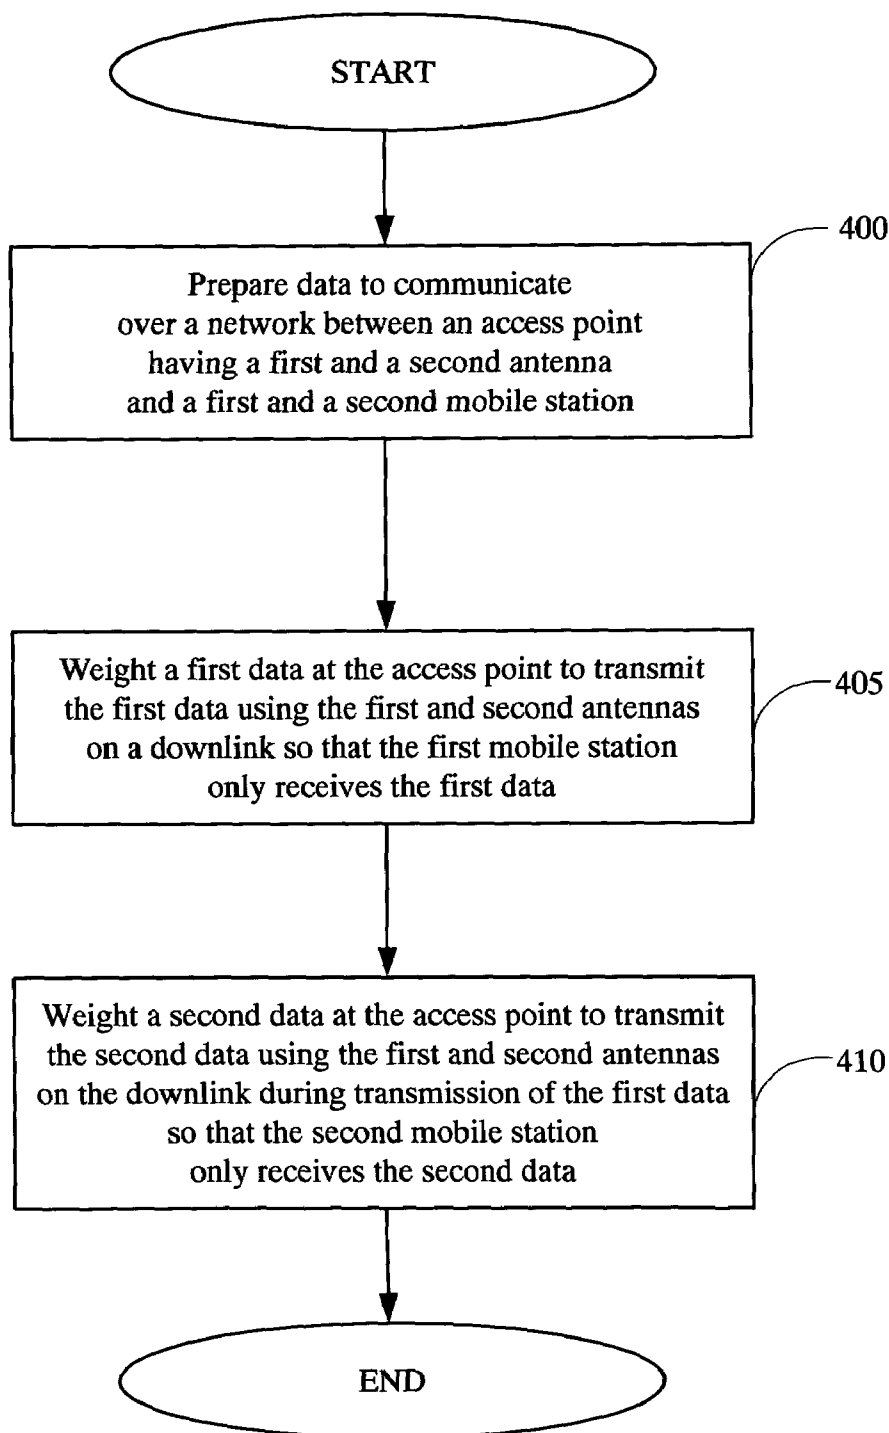 START
400
Prepare data to communicate
over a network between an access point
having a first and a second antenna
and a first and a second mobile station
405
Weight a first data at the access point to transmit
the first data using the first and second antennas
on a downlink so that the first mobile station
only receives the first data
410
Weight a second data at the access point to transmit
the second data using the first and second antennas
on the downlink during transmission of the first data
so that the second mobile station
only receives the second data
END